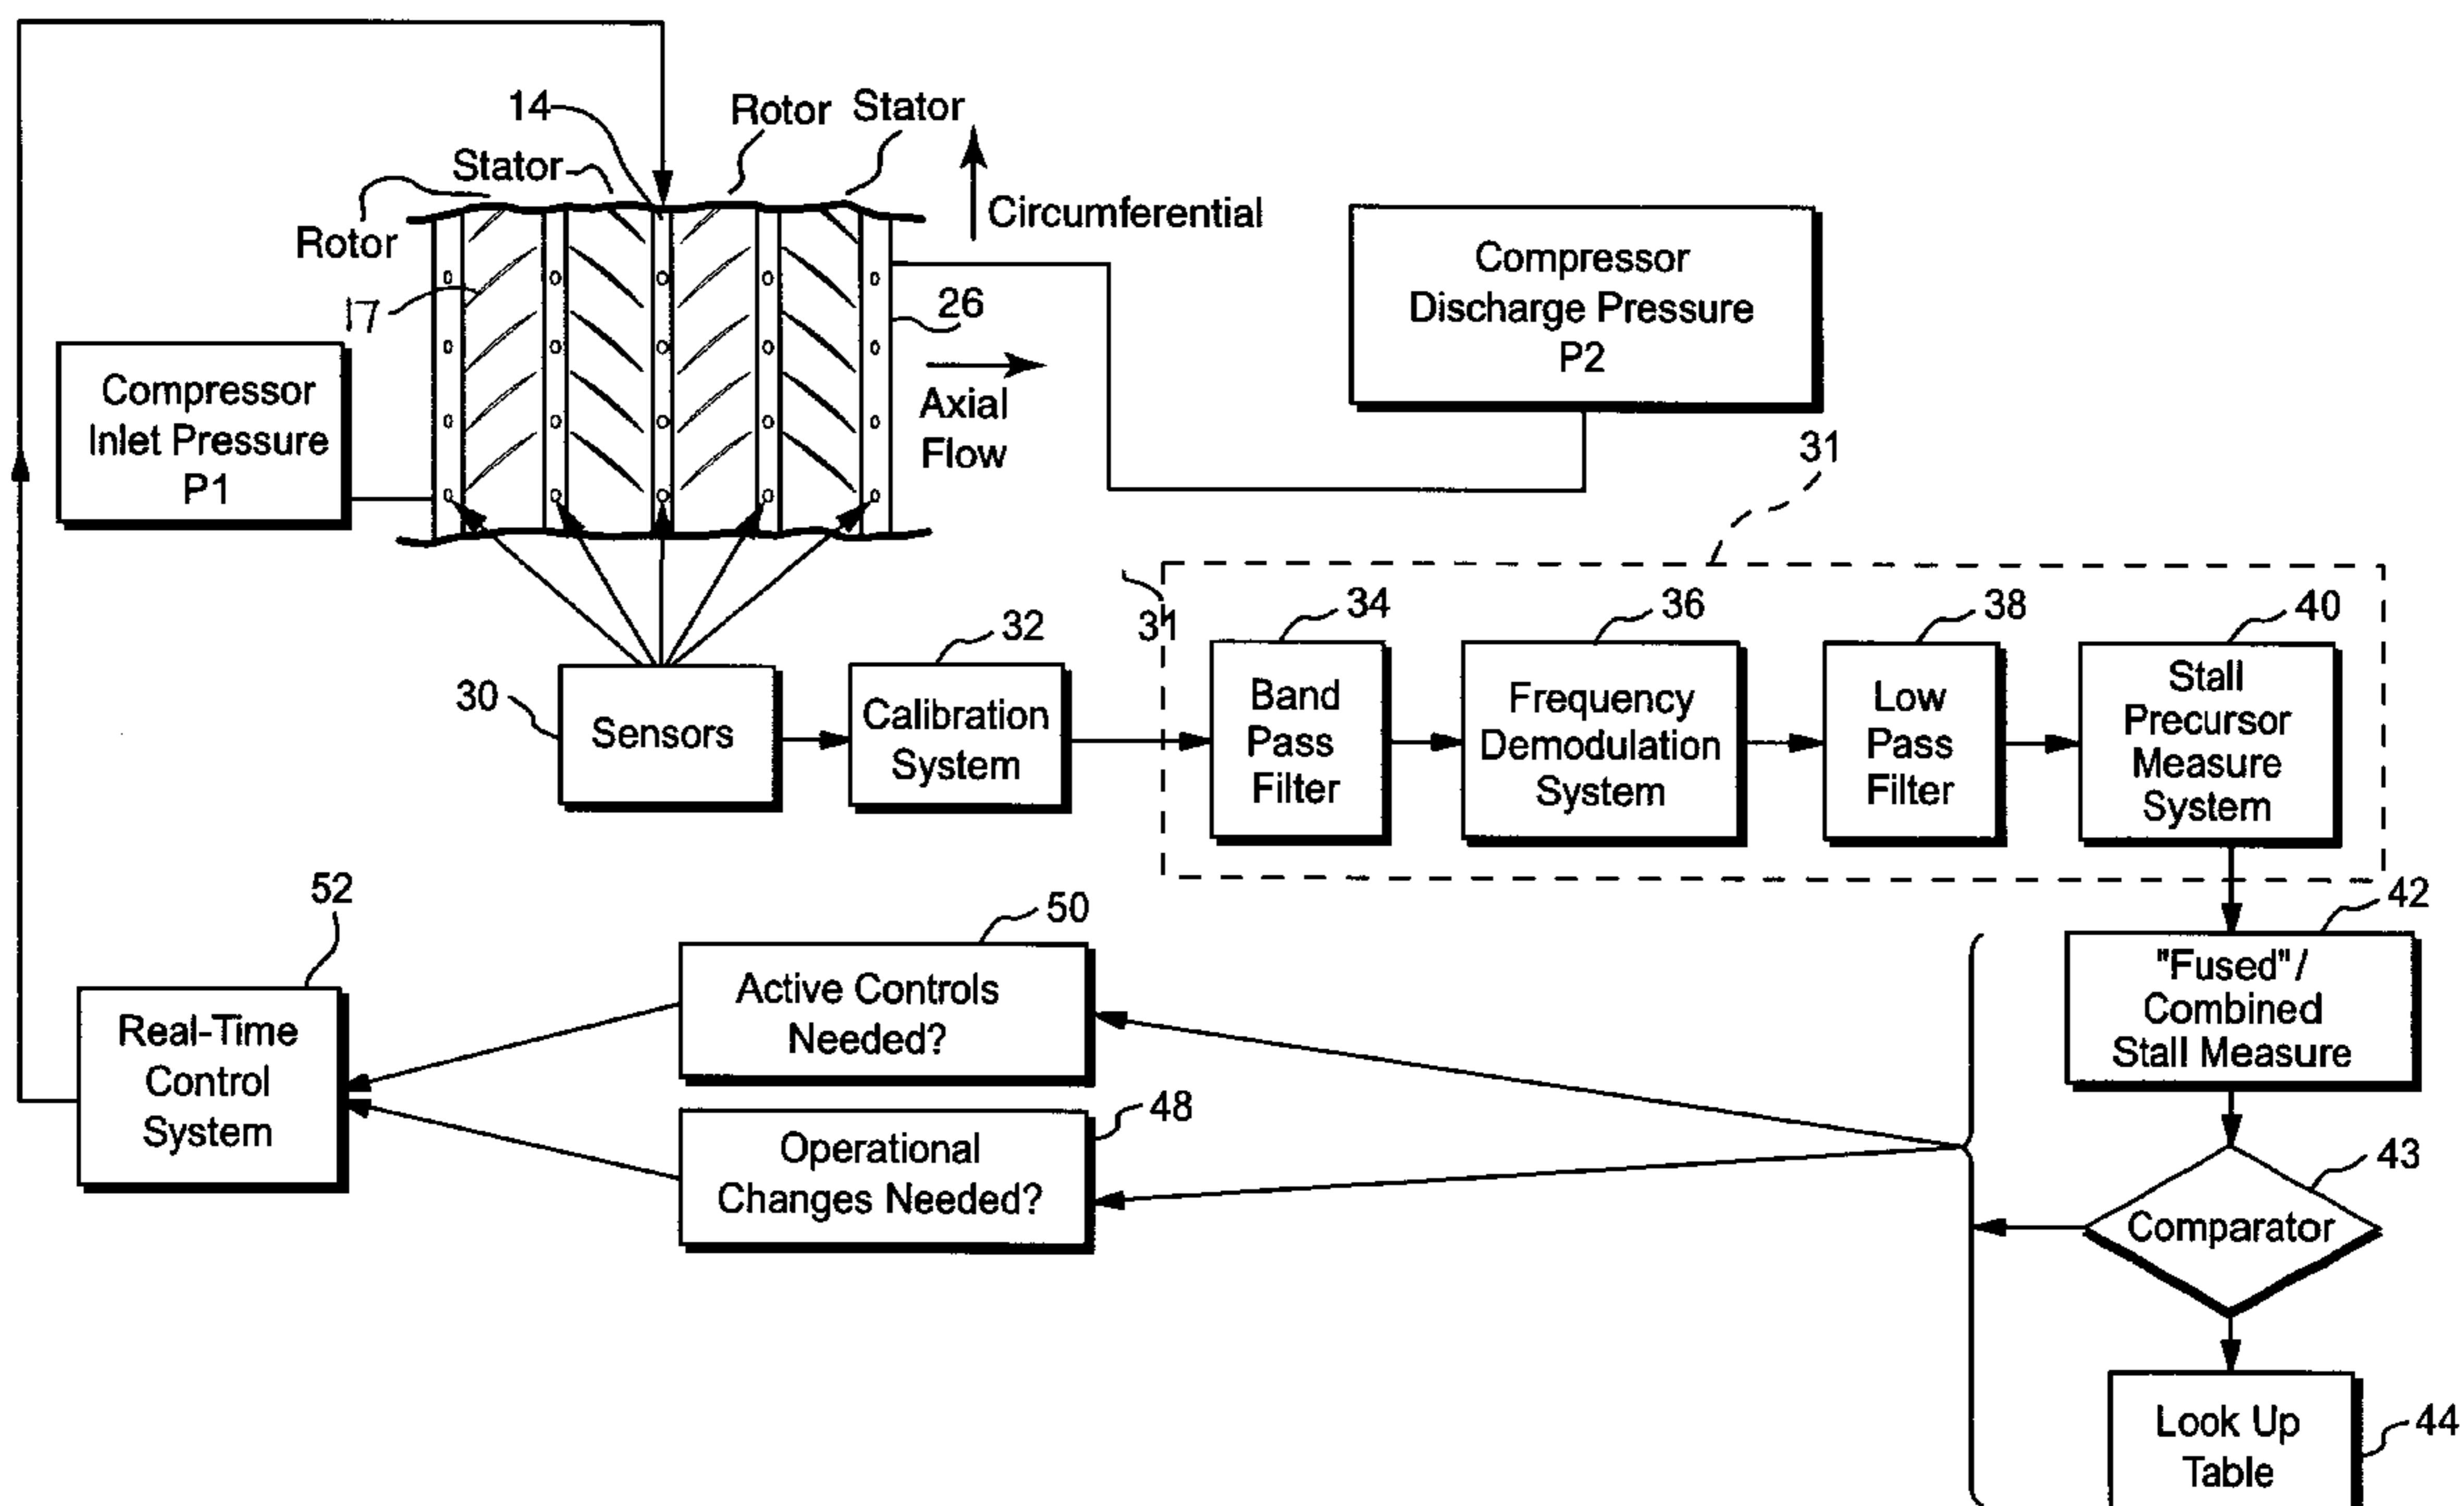 14
Rotor
Stator
Stator
Rotor
Circumferential
17
26
Axial
Flow
Compressor
Inlet Pressure
P1
Compressor
Discharge Pressure
P2
31
31
34
36
38
40
30
Sensors
32
Calibration
System
Band
Pass
Filter
Frequency
Demodulation
System
Low
Pass
Filter
Stall
Precursor
Measure
System
42
"Fused"/
Combined
Stall Measure
43
Comparator
44
Look Up
Table
50
Active Controls
Needed?
48
Operational
Changes Needed?
52
Real-Time
Control
System